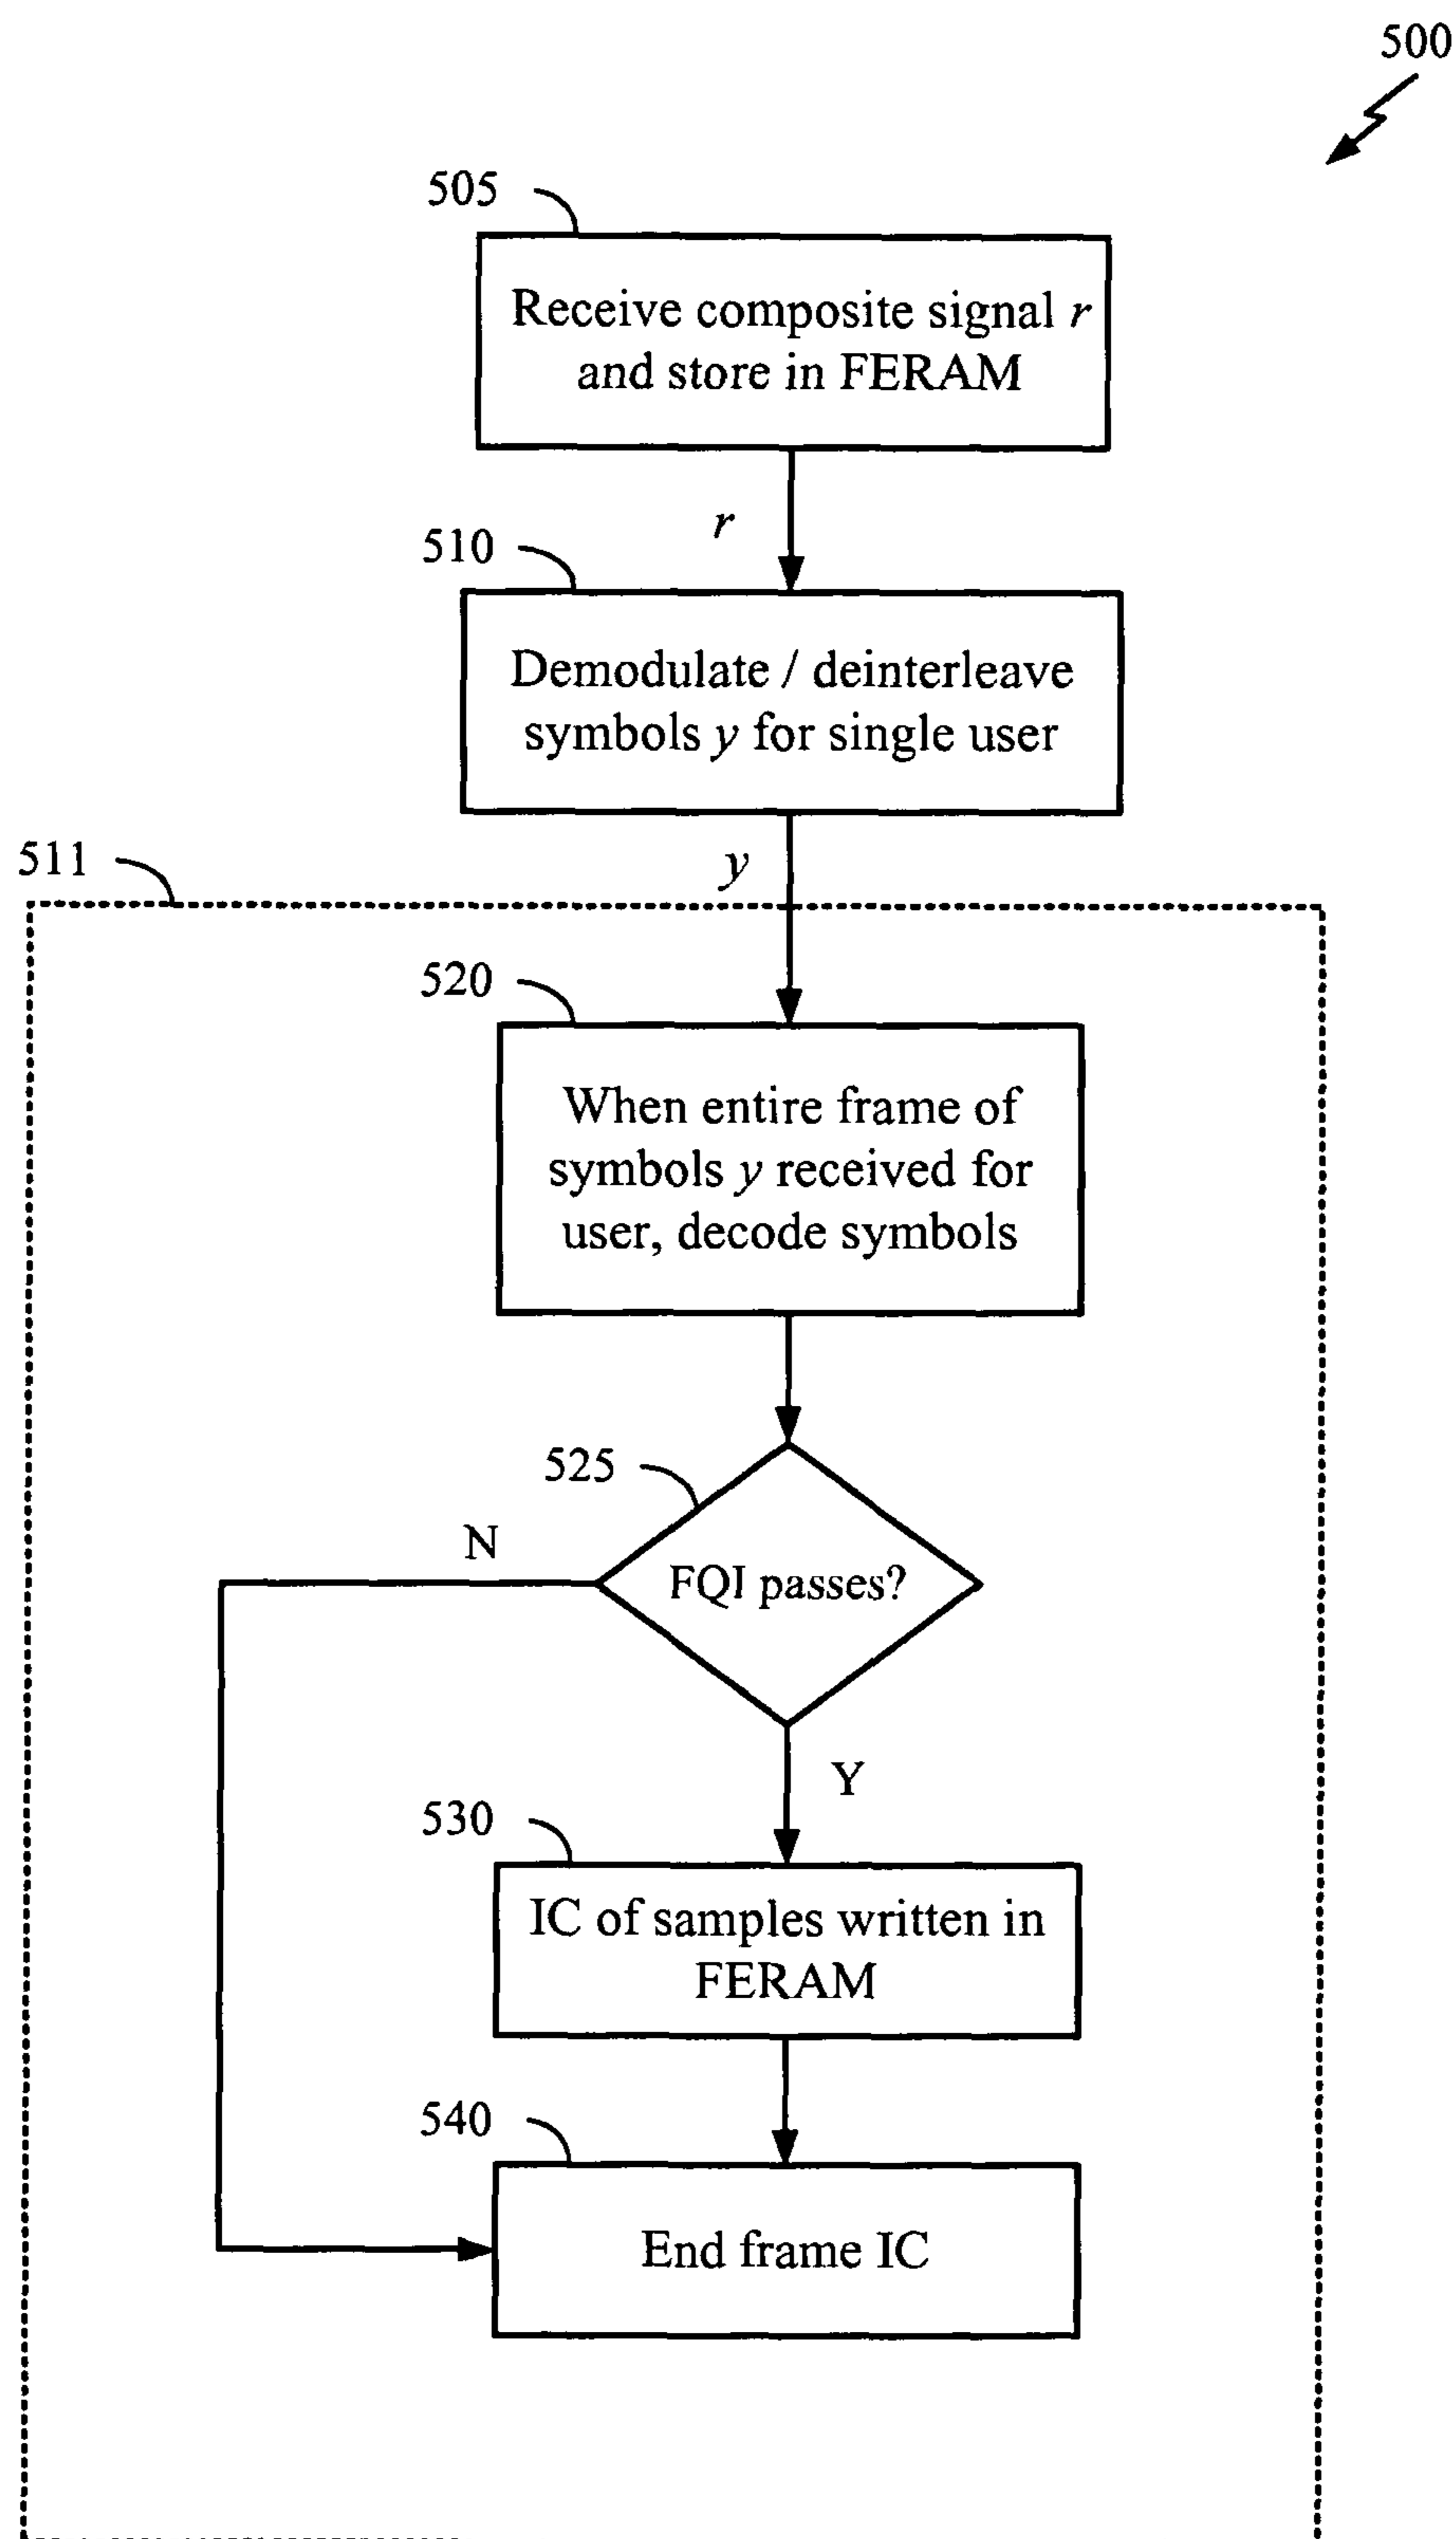 500
505
Receive composite signal r
and store in FERAM
r
510
Demodulate / deinterleave
symbols y for single user
511
y
520
When entire frame of
symbols y received for
user, decode symbols
525
N
FQI passes?
Y
530
IC of samples written in
FERAM
540
End frame IC